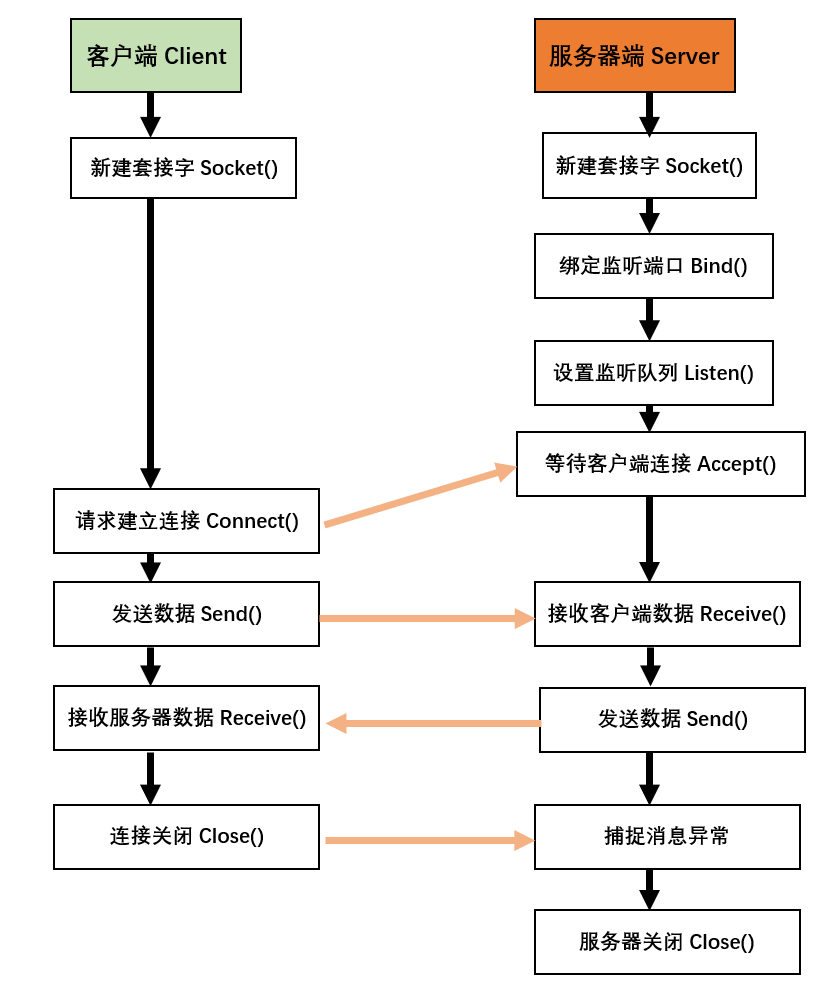 客户端 Client
服务器端 Server
新建套接字 Socket()
新建套接字 Socket()
绑定监听端口 Bind()
设置监听队列 Listen()
等待客户端连接 Accept()
请求建立连接 Connect()
发送数据 Send()
接收客户端数据 Receive()
接收服务器数据 Receive()
发送数据 Send()
连接关闭 Close()
捕捉消息异常
服务器关闭 Close()